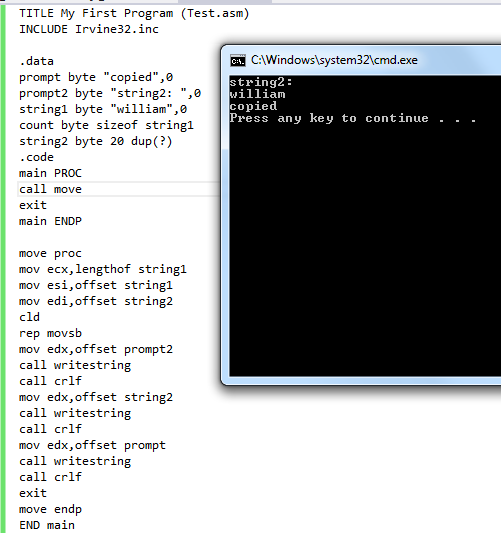 TITLE My First Program (Test.asm)
INCLUDE Irvine32.inc
.data
prompt byte "copied",0
prompt2 byte "string2: ",0
string1 byte "william",0
count byte sizeof string1
string2 byte 20 dup(?)
.code
main PROC
call move
exit
main ENDP
move proc
mov ecx,lengthof string1
mov esi,offset string1
mov edi,offset string2
cld
rep movsb
mov edx,offset prompt2
call writestring
call crlf
mov edx,offset string2
call writestring
call crlf
mov edx,offset prompt
call writestring
call crlf
exit
move endp
END main
C:\Windows\system32\cmd.exe
string2:
william
copied
Press any key to continue . . .